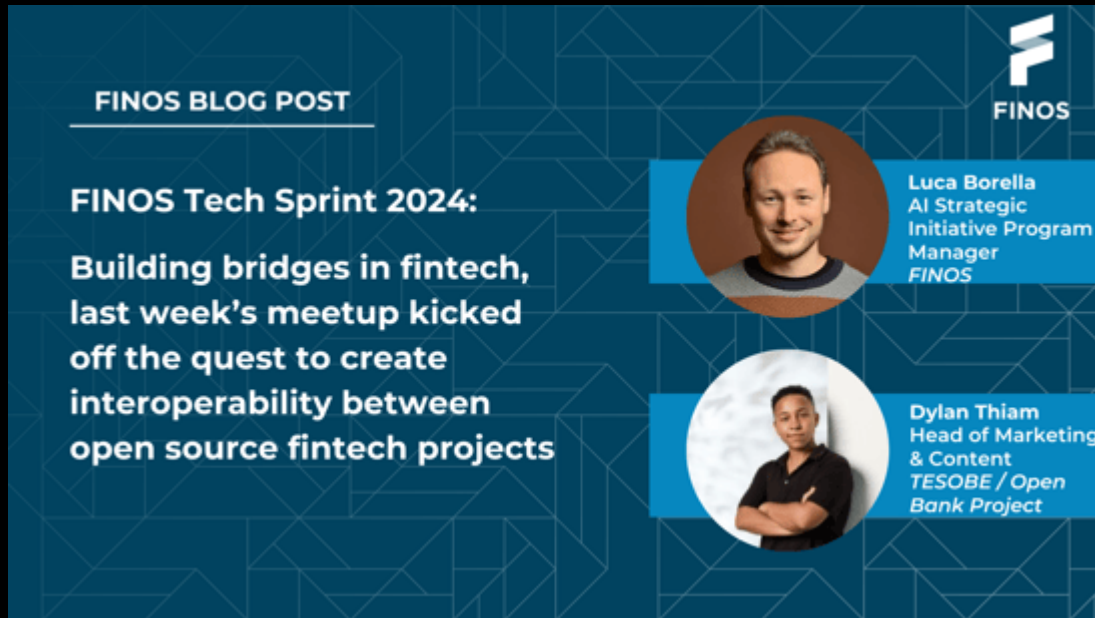 FINOS BLOG POST
FINOS
FINOS Tech Sprint 2024:
Building bridges in fintech,
last week’s meetup kicked
off the quest to create
interoperability between
open source fintech projects
Luca Borella
AI Strategic
Initiative Program
Manager
FINOS
Dylan Thiam
Head of Marketing
& Content
TESOBE / Open
Bank Project